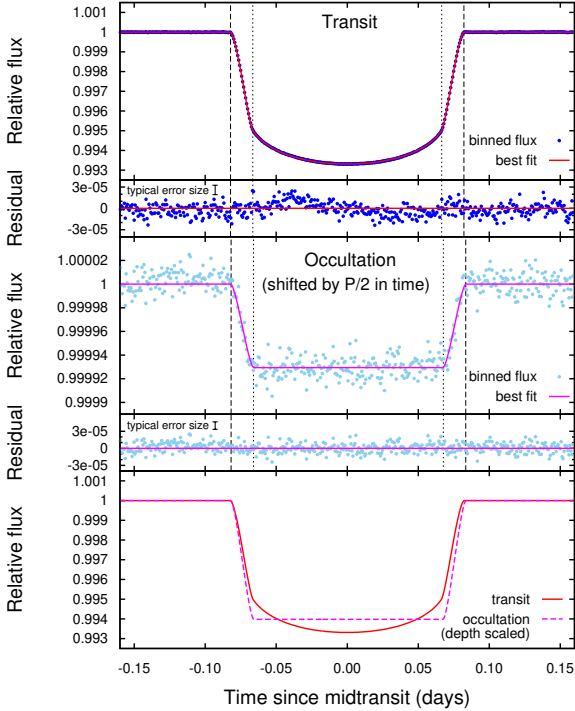 Transit
1.001
1
0.999
0.998
0.997
0.996
0.995
0.994
0.993
Relative flux
binned flux
best fit
typical error size
3e-05
0
-3e-05
Residual
Occultation
(shifted by P/2 in time)
1.00002
1
0.99998
0.99996
0.99994
0.99992
0.9999
Relative flux
binned flux
best fit
typical error size
3e-05
0
-3e-05
Residual
1.001
1
0.999
0.998
0.997
0.996
0.995
0.994
0.993
Relative flux
transit
occultation
(depth scaled)
-0.15
-0.10
-0.05
0.00
0.05
0.10
0.15
Time since midtransit (days)